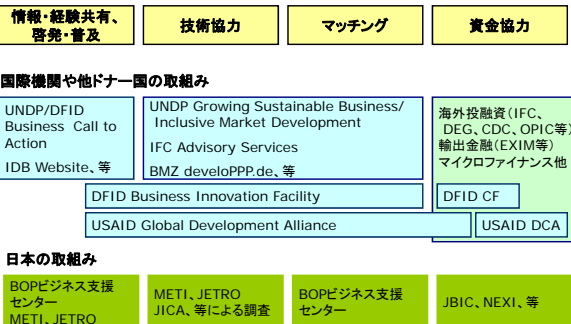 情報・経験共有、
啓発・普及
技術協力
マッチング
資金協力
国際機関や他ドナー国の取組み
UNDP/DFID
Business Call to
Action
IDB Website、等
UNDP Growing Sustainable Business/
Inclusive Market Development
IFC Advisory Services
BMZ develoPPP.de、等
海外投融資(IFC、
DEG、CDC、OPIC等)
輸出金融(EXIM等)
マイクロファイナンス他
DFID Business Innovation Facility
DFID CF
USAID Global Development Alliance
USAID DCA
日本の取組み
BOPビジネス支援
センター
METI、JETRO
METI、JETRO
JICA、等による調査
BOPビジネス支援
センター
JBIC、NEXI、等